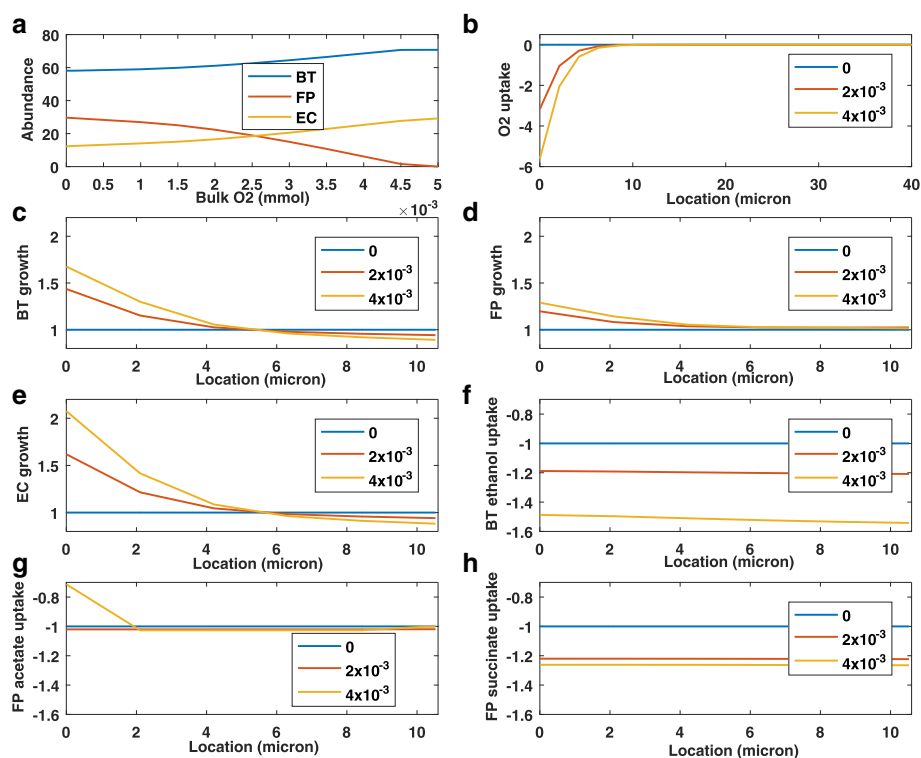 a
80
60
40
20
0
Abundance
BT
FP
EC
0 0.5 1 1.5 2 2.5 3 3.5 4 4.5 5
Bulk O2 (mmol)
×10-3
b
0
-2
-4
-6
O2 uptake
0
2x10-3
4x10-3
0 10 20 30 40
Location (micron
c
2
1.5
1
BT growth
0
2x10-3
4x10-3
0 2 4 6 8 10
Location (micron)
d
2
1.5
1
FP growth
0
2x10-3
4x10-3
0 2 4 6 8 10
Location (micron)
e
2
1.5
1
EC growth
0
2x10-3
4x10-3
0 2 4 6 8 10
Location (micron)
f
-0.8
-1
-1.2
-1.4
-1.6
BT ethanol uptake
0
2x10-3
4x10-3
0 2 4 6 8 10
Location (micron)
g
-0.8
-1
-1.2
-1.4
-1.6
FP acetate uptake
0
2x10-3
4x10-3
0 2 4 6 8 10
Location (micron)
h
-0.8
-1
-1.2
-1.4
-1.6
FP succinate uptake
0
2x10-3
4x10-3
0 2 4 6 8 10
Location (micron)